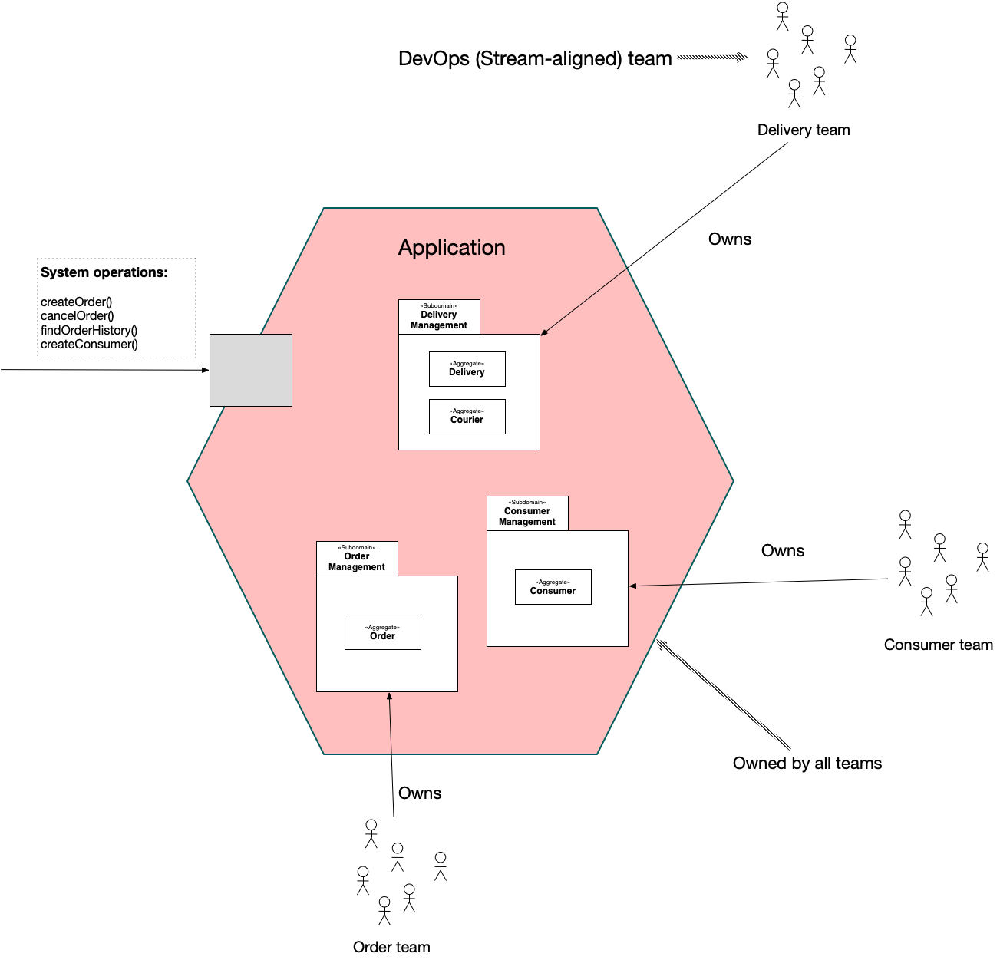 DevOps (Stream-aligned) team
Delivery team
Owns
Application
System operations:
createOrder()
cancelOrder()
findOrderHistory()
createConsumer()
«Subdomain»
Delivery
Management
«Aggregate»
Delivery
«Aggregate»
Courier
«Subdomain»
Consumer
Management
«Aggregate»
Consumer
Owns
Consumer team
«Subdomain»
Order
Management
«Aggregate»
Order
Owned by all teams
Owns
Order team